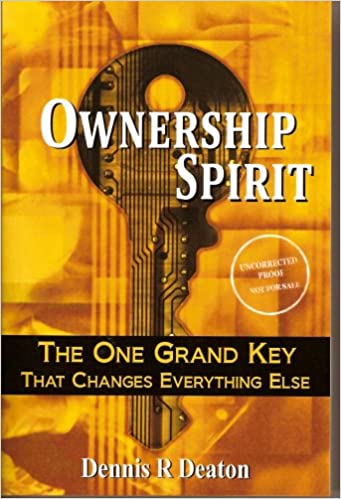 OWNERSHIP
SPIRIT
UNCORRECTED
PROOF
NOT FOR SALE
THE ONE GRAND KEY
THAT CHANGES EVERYTHING ELSE
Dennis R Deaton